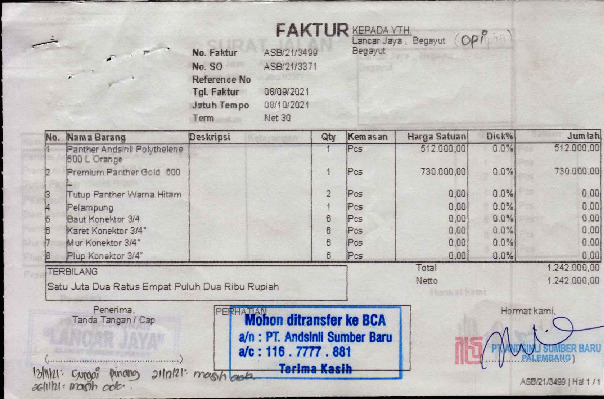 FAKTUR
KEPADA YTH.
Lancar Jaya, Begayut (OPI)
Begayut
No. Faktur ASB/21/3499
No. SO ASB/21/3371
Reference No
Tgl. Faktur 08/09/2021
Jatuh Tempo 08/10/2021
Term Net 30
No. Nama Barang Deskripsi Qty Kemasan Harga Satuan Disk% Jumlah
1 Panther Andsinli Polythelene 1 Pcs 512.000,00 0.0% 512.000,00
500 L Orange
2 Premium Panther Gold 600 1 Pcs 730.000,00 0.0% 730.000,00
L
3 Tutup Panther Warna Hitam 2 Pcs 0,00 0.0% 0,00
4 Pelampung 1 Pcs 0,00 0.0% 0,00
5 Baut Konektor 3/4 6 Pcs 0,00 0.0% 0,00
6 Karet Konektor 3/4" 6 Pcs 0,00 0.0% 0,00
7 Mur Konektor 3/4" 6 Pcs 0,00 0.0% 0,00
8 Plup Konektor 3/4" 6 Pcs 0,00 0.0% 0,00
TERBILANG
Satu Juta Dua Ratus Empat Puluh Dua Ribu Rupiah
Total 1.242.000,00
Netto 1.242.000,00
Penerima,
Tanda Tangan / Cap
PERHATIAN
Hormat kami,
"LANCAR JAYA"
Mohon ditransfer ke BCA
a/n : PT. Andsinli Sumber Baru
a/c : 116 . 7777 . 881
Terima Kasih
PT. ANDSINLI SUMBER BARU
PALEMBANG
ASB/21/3499 | Hal 1 / 1